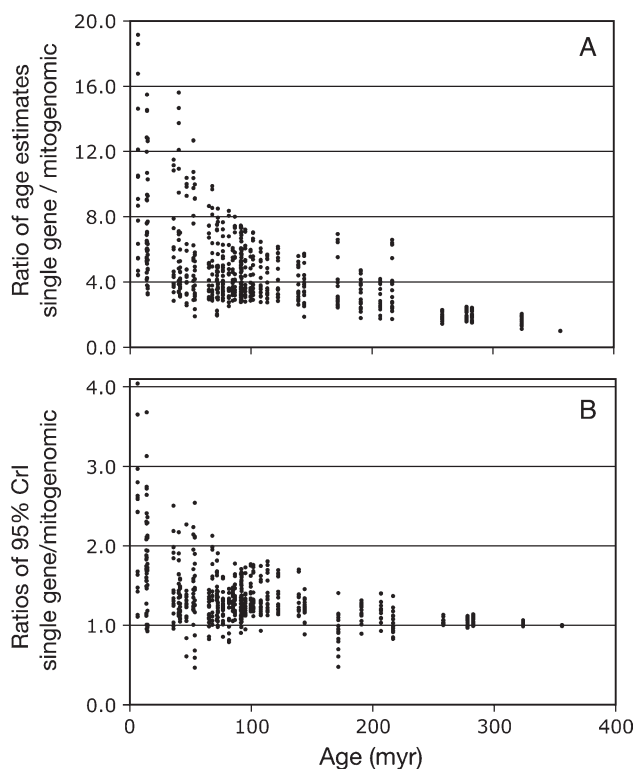 20.0
A
16.0
12.0
8.0
4.0
0.0
Ratio of age estimates
single gene / mitogenomic
4.0
B
3.0
2.0
1.0
0.0
Ratios of 95% CrI
single gene/mitogenomic
0
100
200
300
400
Age (myr)